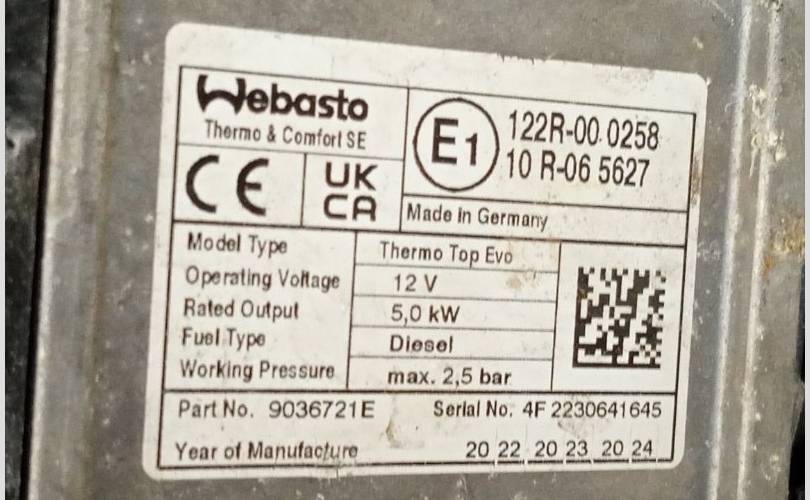 Webasto
Thermo & Comfort SE
CE
UK
CA
E1
122R-00 0258
10 R-06 5627
Made in Germany
Model Type Thermo Top Evo
Operating Voltage 12 V
Rated Output 5,0 kW
Fuel Type Diesel
Working Pressure max. 2,5 bar
Part No. 9036721E Serial No. 4F 2230641645
Year of Manufacture 20 22 20 23 20 24